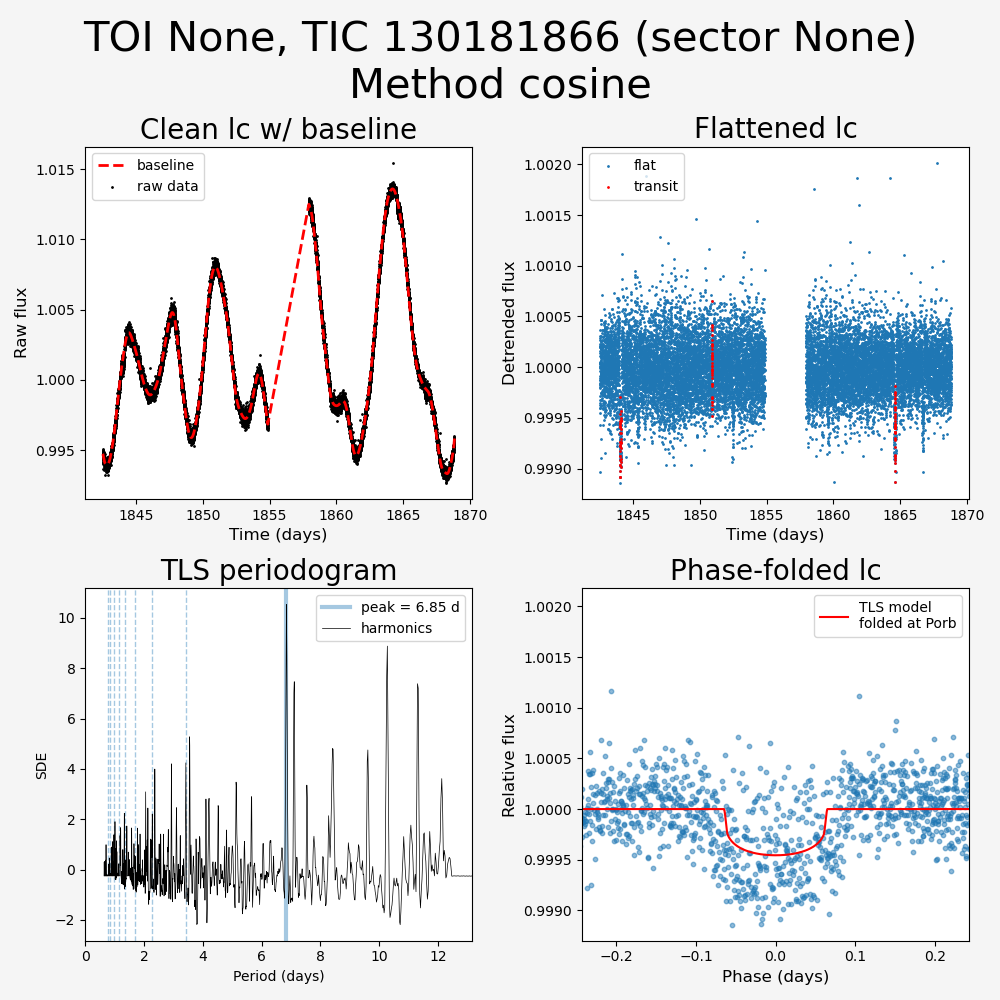 TOI None, TIC 130181866 (sector None)
Method cosine
Clean lc w/ baseline
baseline
raw data
1.015
1.010
1.005
1.000
0.995
Raw flux
1845
1850
1855
1860
1865
1870
Time (days)
Flattened lc
flat
transit
1.0020
1.0015
1.0010
1.0005
1.0000
0.9995
0.9990
Detrended flux
1845
1850
1855
1860
1865
1870
Time (days)
TLS periodogram
peak = 6.85 d
harmonics
10
8
6
4
2
0
−2
SDE
0
2
4
6
8
10
12
Period (days)
Phase-folded lc
TLS model
folded at Porb
1.0020
1.0015
1.0010
1.0005
1.0000
0.9995
0.9990
Relative flux
−0.2
−0.1
0.0
0.1
0.2
Phase (days)